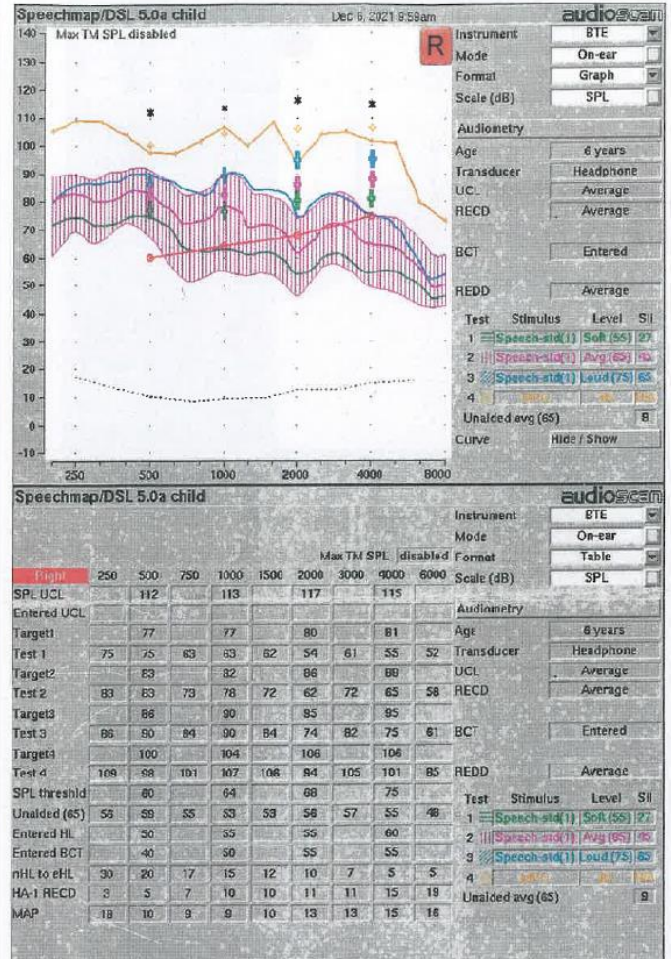 Speechmap/DSL 5.0a child Dec 6, 2021 9:58am audioscan
Max TM SPL disabled
R
140
130
120
110
100
90
80
70
60
50
40
30
20
10
0
-10
250 500 1000 2000 4000 8000
Instrument BTE
Mode On-ear
Format Graph
Scale (dB) SPL
Audiometry
Age 6 years
Transducer Headphone
UCL Average
RECD Average
BCT Entered
REDD Average
Test Stimulus Level SII
1 Speech-std(1) Soft (55) 27
2 Speech-std(1) Avg (65) 45
3 Speech-std(1) Loud (75) 65
4
Unaided avg (65) 8
Curve Hide / Show
Speechmap/DSL 5.0a child audioscan
Max TM SPL disabled
Right 250 500 750 1000 1500 2000 3000 4000 6000
SPL UCL 112 113 117 115
Entered UCL
Target1 77 77 80 81
Test 1 75 75 63 63 62 54 61 55 52
Target2 83 82 86 88
Test 2 83 83 73 78 72 62 72 65 58
Target3 86 90 95 95
Test 3 86 90 84 90 84 74 82 75 61
Target4 100 104 106 106
Test 4 109 98 101 107 106 94 105 101 85
SPL threshld 60 64 68 75
Unaided (65) 56 59 55 53 53 56 57 55 48
Entered HL 50 55 55 60
Entered BCT 40 50 55 55
nHL to eHL 30 20 17 15 12 10 7 5 5
HA-1 RECD 3 5 7 10 10 11 11 15 19
MAP 18 10 9 9 10 13 13 15 16
Instrument BTE
Mode On-ear
Format Table
Scale (dB) SPL
Audiometry
Age 6 years
Transducer Headphone
UCL Average
RECD Average
BCT Entered
REDD Average
Test Stimulus Level SII
1 Speech-std(1) Soft (55) 27
2 Speech-std(1) Avg (65) 45
3 Speech-std(1) Loud (75) 65
4
Unaided avg (65) 9